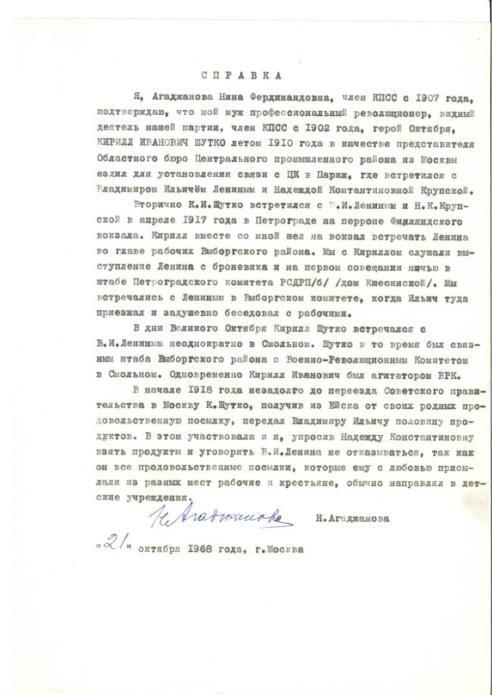 СПРАВКА
Я, Агаджанова Нина Фердинандовна, член КПСС с 1907 года,
подтверждаю, что мой муж профессиональный революционер, видный
деятель нашей партии, член КПСС с 1902 года, герой Октября,
КИРИЛЛ ИВАНОВИЧ ШУТКО летом 1910 года в качестве представителя
Областного бюро Центрального промышленного района из Москвы
ездил для установления связи с ЦК в Париж, где встретился с
Владимиром Ильичём Лениным и Надеждой Контантиновной Крупской.
Вторично К.И.Шутко встретился с В.И.Лениным и Н.К.Круп-
ской в апреле 1917 года в Петрограде на перроне Финляндского
вокзала. Кирилл вместе со мной шел на вокзал встречать Ленина
во главе рабочих Выборгского района. Мы с Кириллом слушали вы-
ступление Ленина с броневика и на первом совещании ночью в
штабе Петроградского комитета РСДРП/б/ /дом Кшесинской/. Мы
встречались с Лениным в Выборгском комитете, когда Ильич туда
приезжал и задушевно беседовал с рабочими.
В дни Великого Октября Кирилл Шутко встречался с
В.И.Лениным неоднократно в Смольном. Шутко в то время был связ-
ным штаба Выборгского района с Военно-Революционным Комитетом
в Смольном. Одновременно Кирилл Иванович был агитатором ВРК.
В начале 1918 года незадолго до переезда Советского прави-
тельства в Москву К.Шутко, получив из Ейска от своих родных про-
довольственную посылку, передал Владимиру Ильичу половину про-
дуктов. В этом участвовала и я, упросив Надежду Константиновну
взять продукты и уговорить В.И.Ленина не отказываться, так как
он все продовольственные посылки, которые ему с любовью присы-
лали из разных мест рабочие и крестьяне, обычно направлял в дет-
ские учреждения.
Н.Агаджанова Н.Агаджанова
"21" октября 1968 года, г.Москва